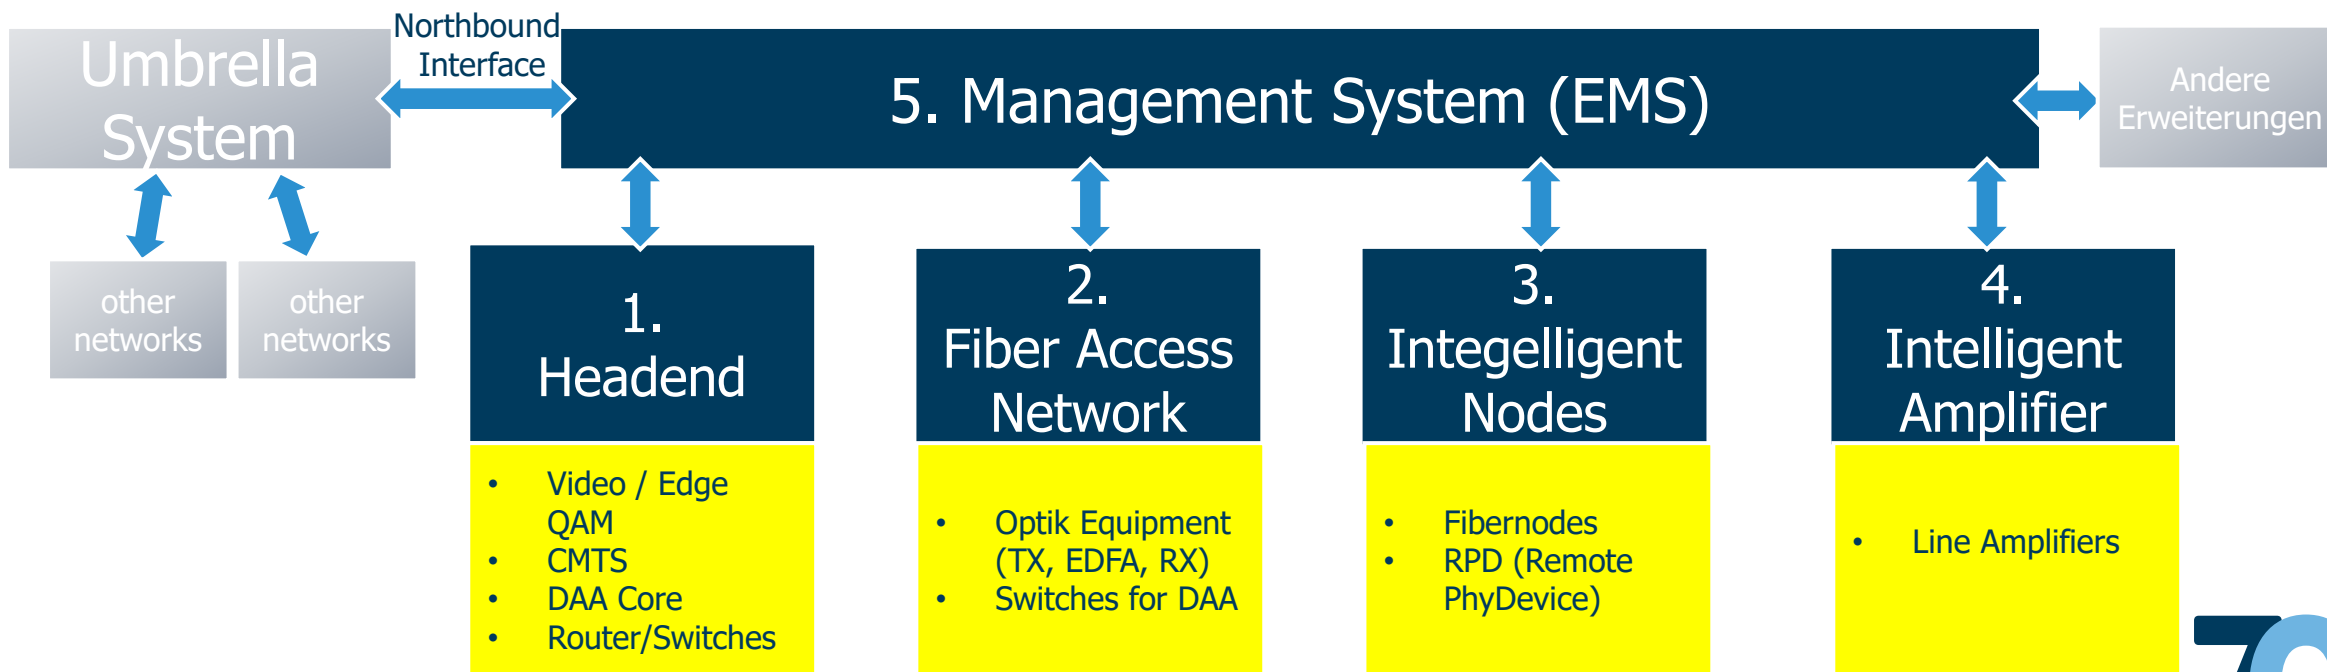 Northbound
Interface
Umbrella
System
5. Management System (EMS)
Andere
Erweiterungen
other
networks
other
networks
1.
Headend
2.
Fiber Access
Network
3.
Integelligent
Nodes
4.
Intelligent
Amplifier
• Video / Edge
QAM
• CMTS
• DAA Core
• Router/Switches
• Optik Equipment
(TX, EDFA, RX)
• Switches for DAA
• Fibernodes
• RPD (Remote
PhyDevice)
• Line Amplifiers